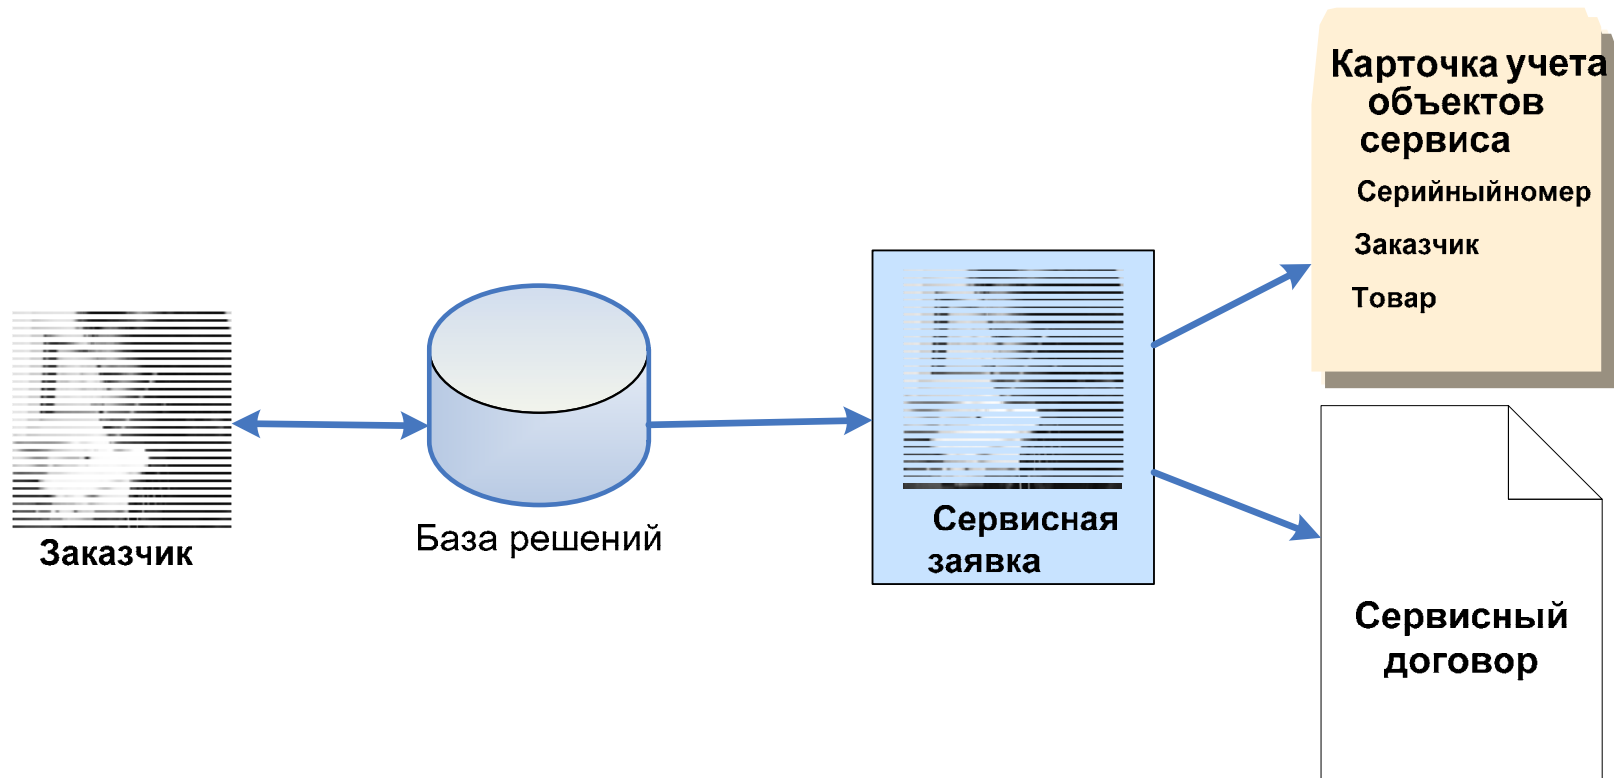 Карточка учета
объектов
сервиса
Серийныйномер
Заказчик
Товар
Заказчик
База решений
Сервисная
заявка
Сервисный
договор